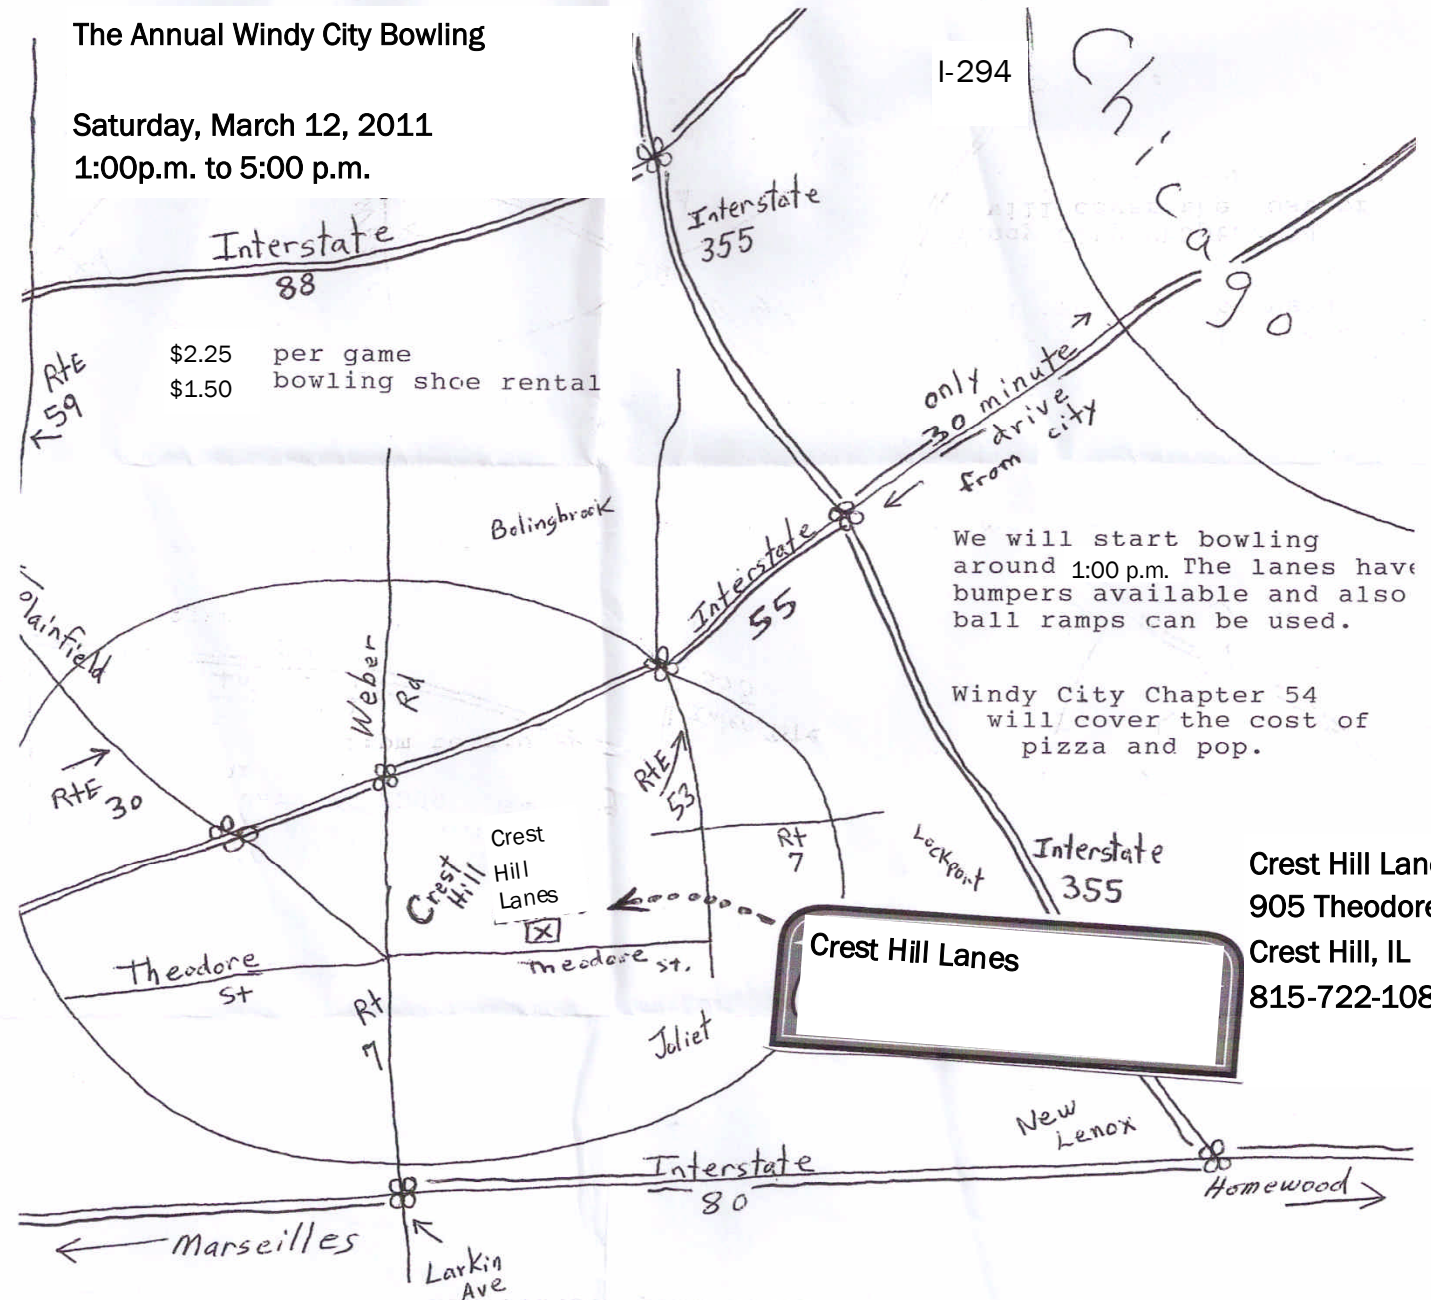 The Annual Windy City Bowling
Saturday, March 12, 2011
1:00p.m. to 5:00 p.m.
I-294
Chicago
Interstate
355
Interstate
88
$2.25 per game
$1.50 bowling shoe rental
RtE
59
only
30 minute
drive
from city
Bolingbrook
Interstate
55
We will start bowling
around 1:00 p.m. The lanes have
bumpers available and also
ball ramps can be used.
Windy City Chapter 54
will cover the cost of
pizza and pop.
Plainfield
Weber
Rd
RtE
30
RtE
53
Rt
7
Lockport
Interstate
355
Crest
Hill
Crest
Hill
Lanes
X
Theodore
St
Theodore St.
Crest Hill Lanes
Crest Hill Lan
905 Theodore
Crest Hill, IL
815-722-108
Rt
7
Joliet
New
Lenox
Interstate
80
Homewood
Marseilles
Larkin
Ave